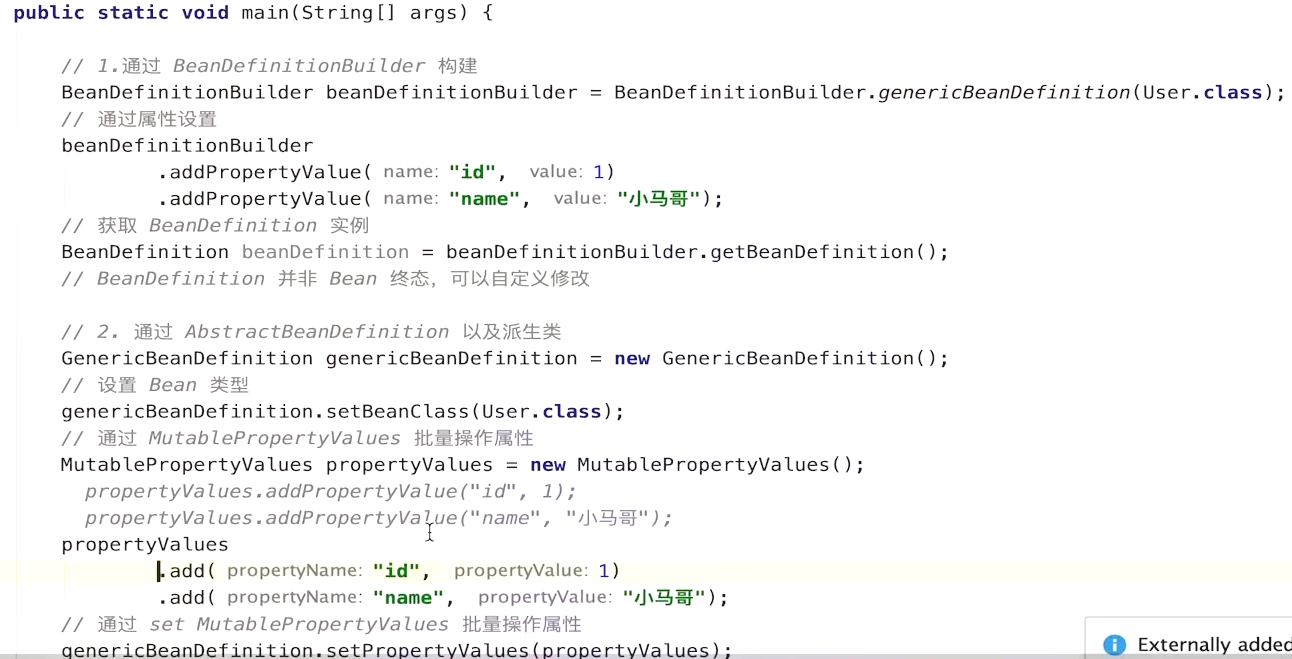 public static void main(String[] args) {
// 1.通过 BeanDefinitionBuilder 构建
BeanDefinitionBuilder beanDefinitionBuilder = BeanDefinitionBuilder.genericBeanDefinition(User.class);
// 通过属性设置
beanDefinitionBuilder
.addPropertyValue( name: "id", value: 1)
.addPropertyValue( name: "name", value: "小马哥");
// 获取 BeanDefinition 实例
BeanDefinition beanDefinition = beanDefinitionBuilder.getBeanDefinition();
// BeanDefinition 并非 Bean 终态，可以自定义修改
// 2. 通过 AbstractBeanDefinition 以及派生类
GenericBeanDefinition genericBeanDefinition = new GenericBeanDefinition();
// 设置 Bean 类型
genericBeanDefinition.setBeanClass(User.class);
// 通过 MutablePropertyValues 批量操作属性
MutablePropertyValues propertyValues = new MutablePropertyValues();
propertyValues.addPropertyValue("id", 1);
propertyValues.addPropertyValue("name", "小马哥");
propertyValues
.add( propertyName: "id", propertyValue: 1)
.add( propertyName: "name", propertyValue: "小马哥");
// 通过 set MutablePropertyValues 批量操作属性
genericBeanDefinition.setPropertyValues(propertyValues);
Externally added